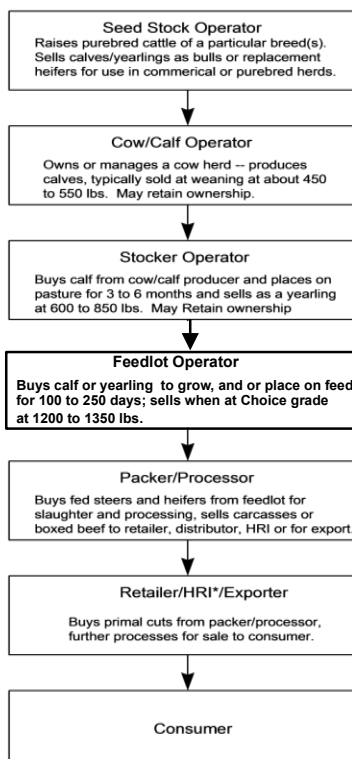 Seed Stock Operator
Raises purebred cattle of a particular breed(s).
Sells calves/yearlings as bulls or replacement
heifers for use in commerical or purebred herds.
Cow/Calf Operator
Owns or manages a cow herd -- produces
calves, typically sold at weaning at about 450
to 550 lbs. May retain ownership.
Stocker Operator
Buys calf from cow/calf producer and places on
pasture for 3 to 6 months and sells as a yearling
at 600 to 850 lbs. May Retain ownership
Feedlot Operator
Buys calf or yearling to grow, and or place on feed
for 100 to 250 days; sells when at Choice grade
at 1200 to 1350 lbs.
Packer/Processor
Buys fed steers and heifers from feedlot for
slaughter and processing, sells carcasses or
boxed beef to retailer, distributor, HRI or for export.
Retailer/HRI*/Exporter
Buys primal cuts from packer/processor,
further processes for sale to consumer.
Consumer